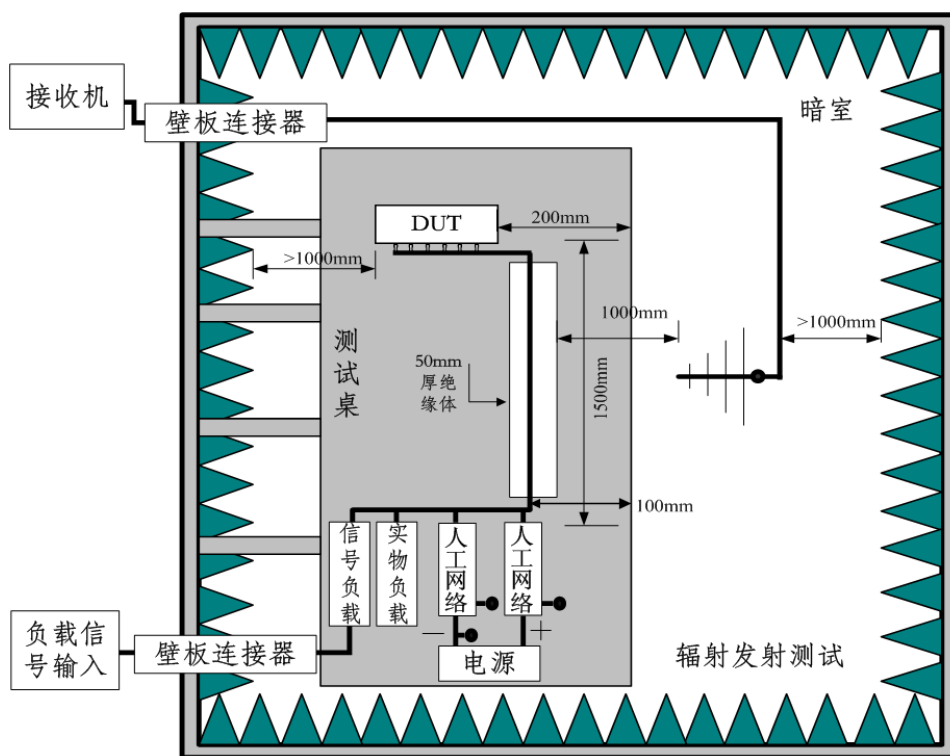 接收机
壁板连接器
暗室
DUT
200mm
>1000mm
1000mm
>1000mm
测试桌
50mm
厚绝
缘体
1500mm
100mm
信号负载
实物负载
人工网络
人工网络
—
+
电源
负载信
号输入
壁板连接器
辐射发射测试